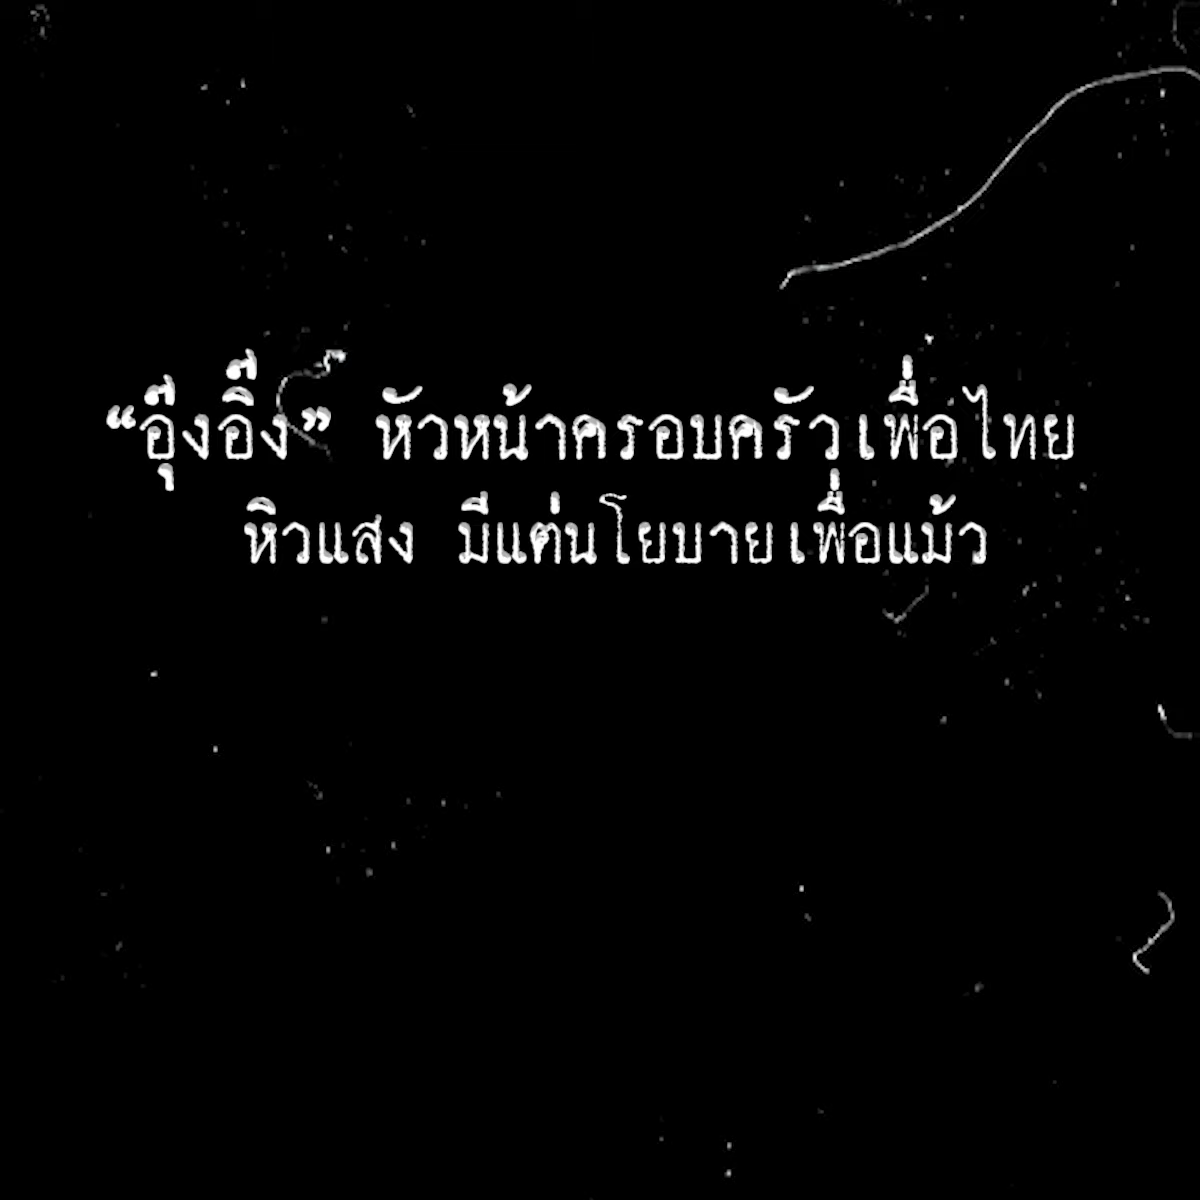 “อุ๊งอิ๊ง” หัวหน้าครอบครัวเพื่อไทย
หิวแสง มีแต่นโยบายเพื่อแม้ว